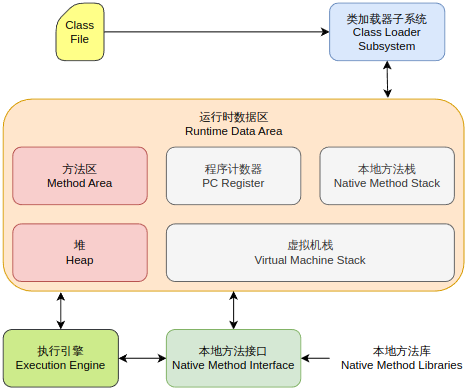 Class
File
类加载器子系统
Class Loader
Subsystem
运行时数据区
Runtime Data Area
方法区
Method Area
程序计数器
PC Register
本地方法栈
Native Method Stack
堆
Heap
虚拟机栈
Virtual Machine Stack
执行引擎
Execution Engine
本地方法接口
Native Method Interface
本地方法库
Native Method Libraries